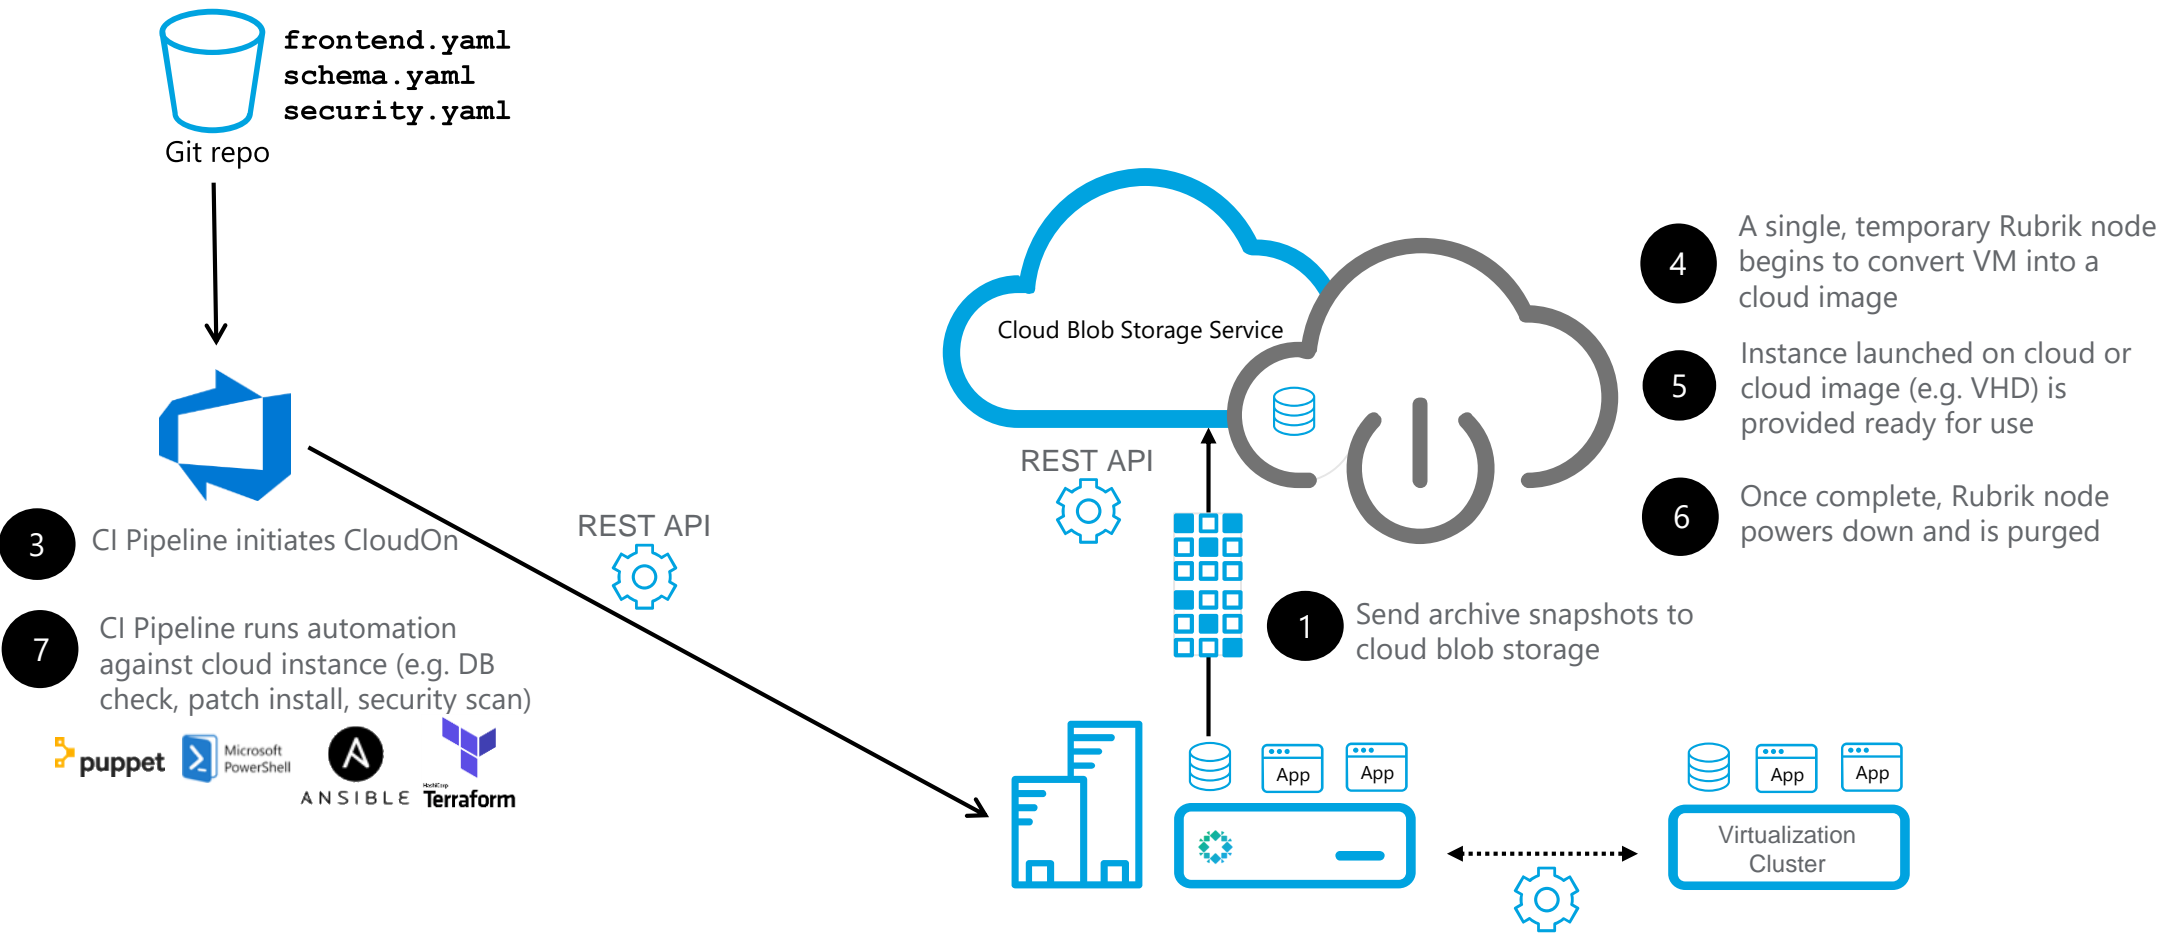 frontend.yaml
schema.yaml
security.yaml
Git repo
Cloud Blob Storage Service
4
A single, temporary Rubrik node
begins to convert VM into a
cloud image
5
Instance launched on cloud or
cloud image (e.g. VHD) is
provided ready for use
6
Once complete, Rubrik node
powers down and is purged
REST API
REST API
3
CI Pipeline initiates CloudOn
7
CI Pipeline runs automation
against cloud instance (e.g. DB
check, patch install, security scan)
puppet
Microsoft
PowerShell
ANSIBLE
HashiCorp
Terraform
1
Send archive snapshots to
cloud blob storage
App
App
App
App
Virtualization
Cluster